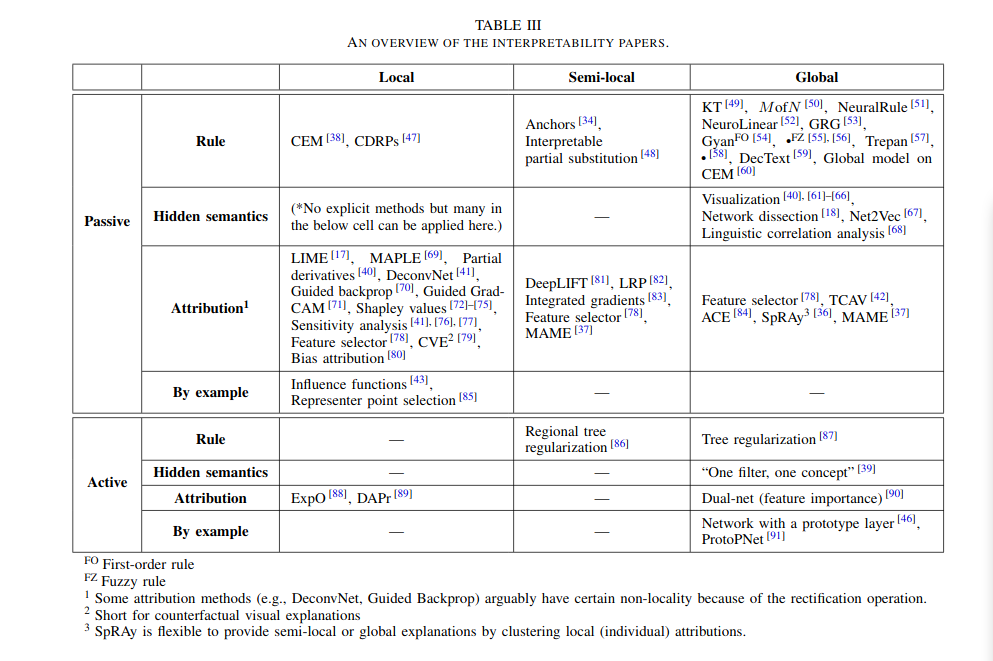 TABLE III
AN OVERVIEW OF THE INTERPRETABILITY PAPERS.
Local Semi-local Global
Passive
Rule
CEM [38], CDRPs [47]
Anchors [34],
Interpretable
partial substitution [48]
KT [49], MofN [50], NeuralRule [51],
NeuroLinear [52], GRG [53],
Gyan^FO [54], •^FZ [55], [56], Trepan [57],
• [58], DecText [59], Global model on
CEM [60]
Hidden semantics
(*No explicit methods but many in
the below cell can be applied here.)
—
Visualization [40], [61]–[66],
Network dissection [18], Net2Vec [67],
Linguistic correlation analysis [68]
Attribution¹
LIME [17], MAPLE [69], Partial
derivatives [40], DeconvNet [41],
Guided backprop [70], Guided Grad-
CAM [71], Shapley values [72]–[75],
Sensitivity analysis [41], [76], [77],
Feature selector [78], CVE² [79],
Bias attribution [80]
DeepLIFT [81], LRP [82],
Integrated gradients [83],
Feature selector [78],
MAME [37]
Feature selector [78], TCAV [42],
ACE [84], SpRAy³ [36], MAME [37]
By example
Influence functions [43],
Representer point selection [85]
—
—
Active
Rule
—
Regional tree
regularization [86]
Tree regularization [87]
Hidden semantics
—
—
“One filter, one concept” [39]
Attribution
ExpO [88], DAPr [89]
—
Dual-net (feature importance) [90]
By example
—
—
Network with a prototype layer [46],
ProtoPNet [91]
FO First-order rule
FZ Fuzzy rule
¹ Some attribution methods (e.g., DeconvNet, Guided Backprop) arguably have certain non-locality because of the rectification operation.
² Short for counterfactual visual explanations
³ SpRAy is flexible to provide semi-local or global explanations by clustering local (individual) attributions.